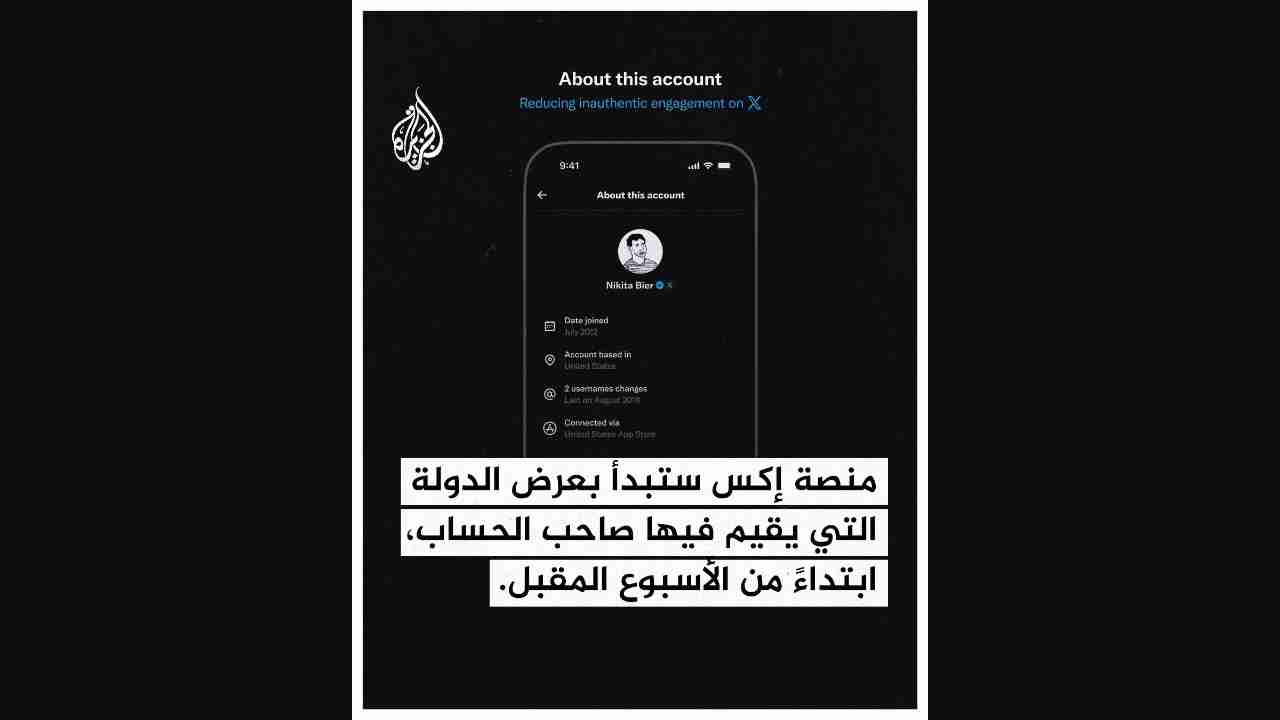 About this account
Reducing inauthentic engagement on X
الجزيرة
9:41
About this account
Nikita Bier
Date joined
July 2012
Account based in
United States
2 usernames changes
Last on August 2018
Connected via
United States App Store
منصة إكس ستبدأ بعرض الدولة
التي يقيم فيها صاحب الحساب،
ابتداءً من الأسبوع المقبل.